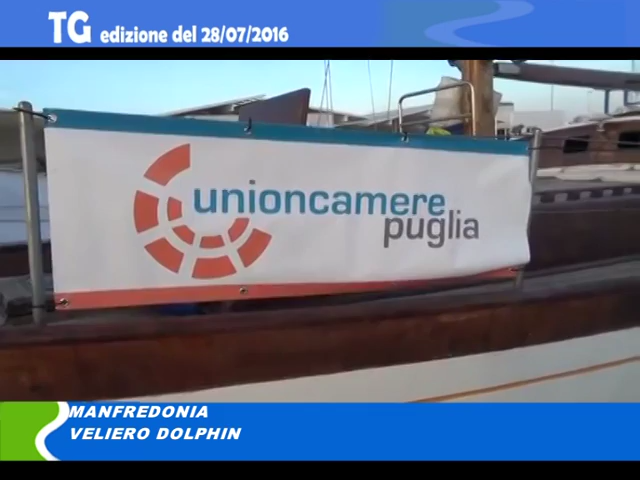 TG edizione del 28/07/2016
unioncamere
puglia
MANFREDONIA
VELIERO DOLPHIN